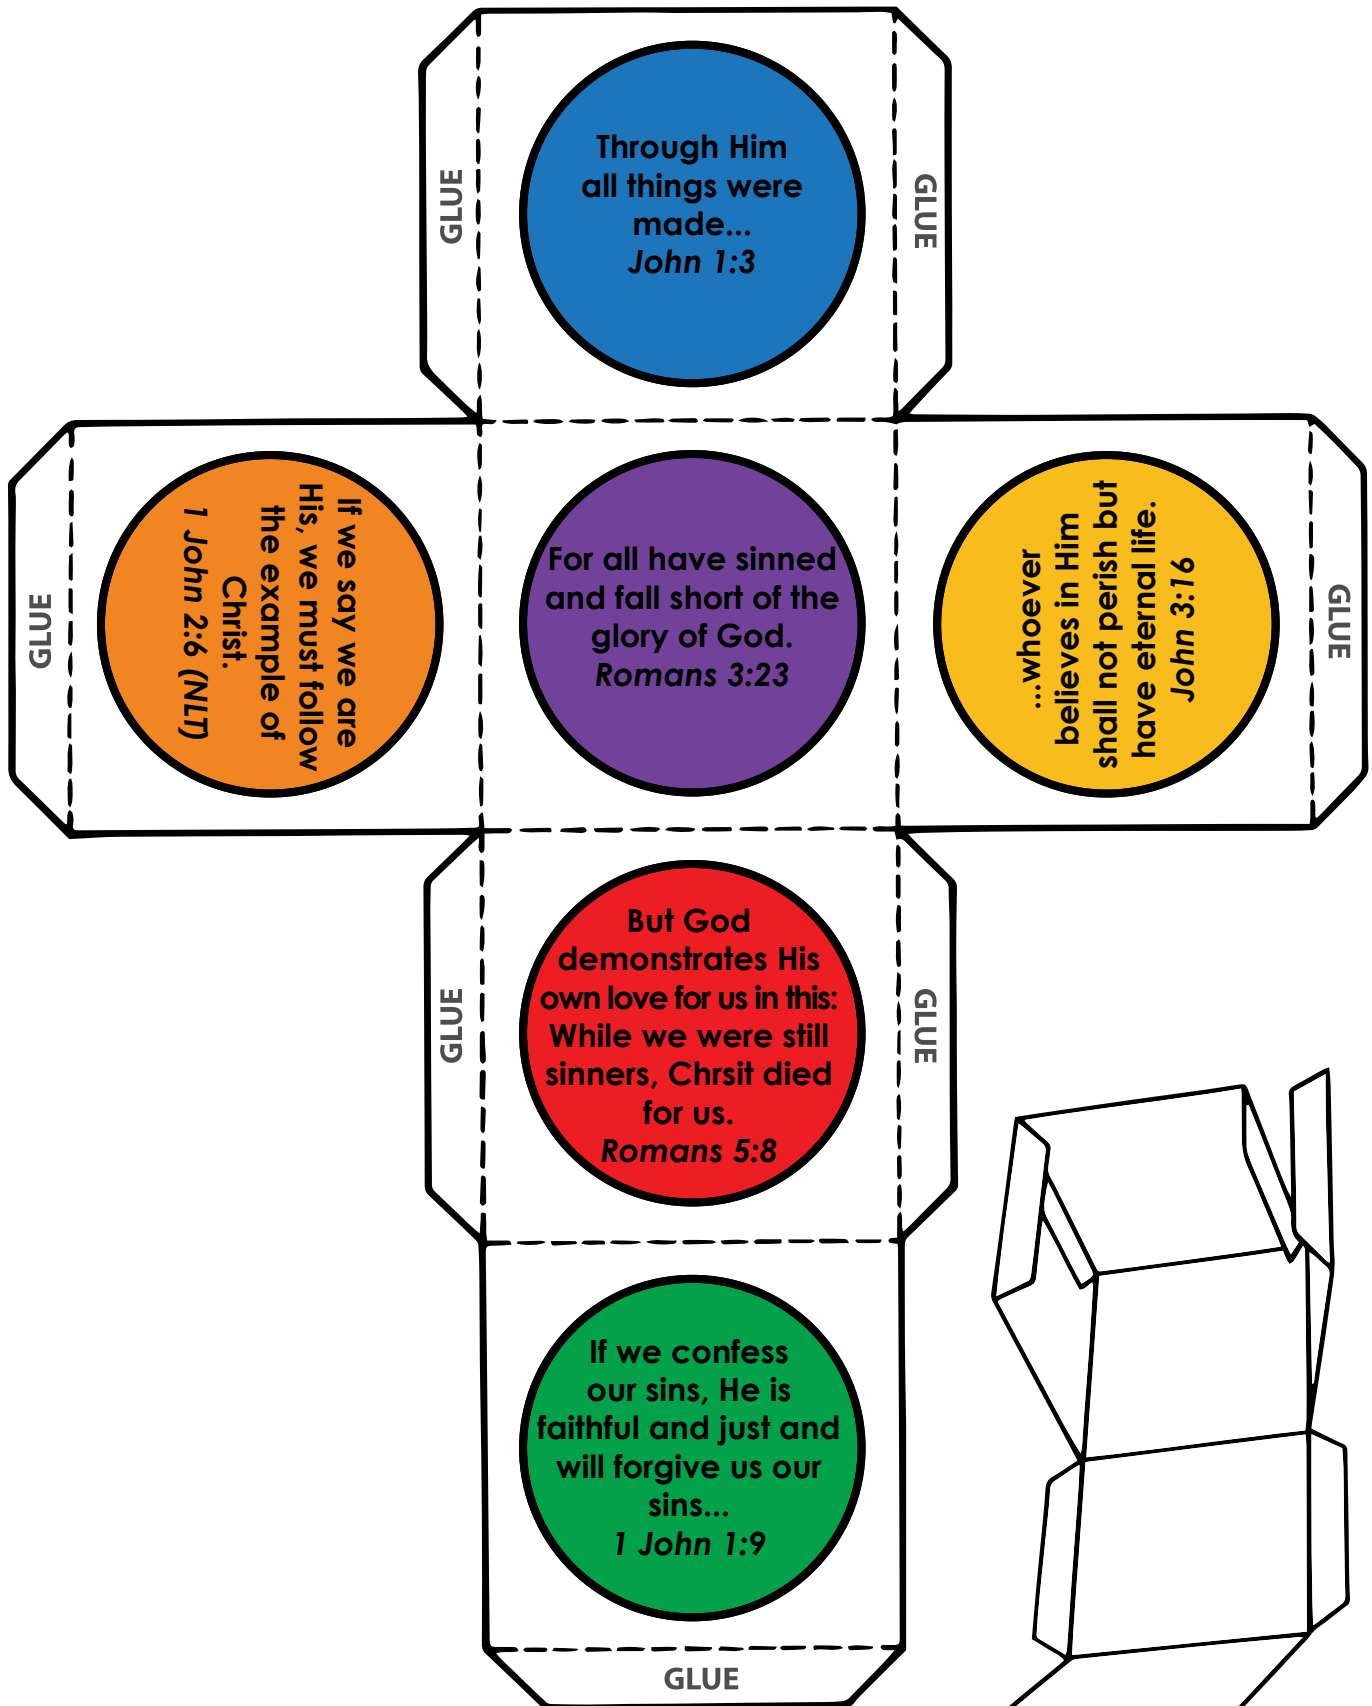 Through Him
all things were
made...
John 1:3
GLUE
GLUE
If we say we are
His, we must follow
the example of
Christ.
1 John 2:6 (NLT)
GLUE
For all have sinned
and fall short of the
glory of God.
Romans 3:23
...whoever
believes in Him
shall not perish but
have eternal life.
John 3:16
GLUE
But God
demonstrates His
own love for us in this:
While we were still
sinners, Chrsit died
for us.
Romans 5:8
GLUE
GLUE
If we confess
our sins, He is
faithful and just and
will forgive us our
sins...
1 John 1:9
GLUE